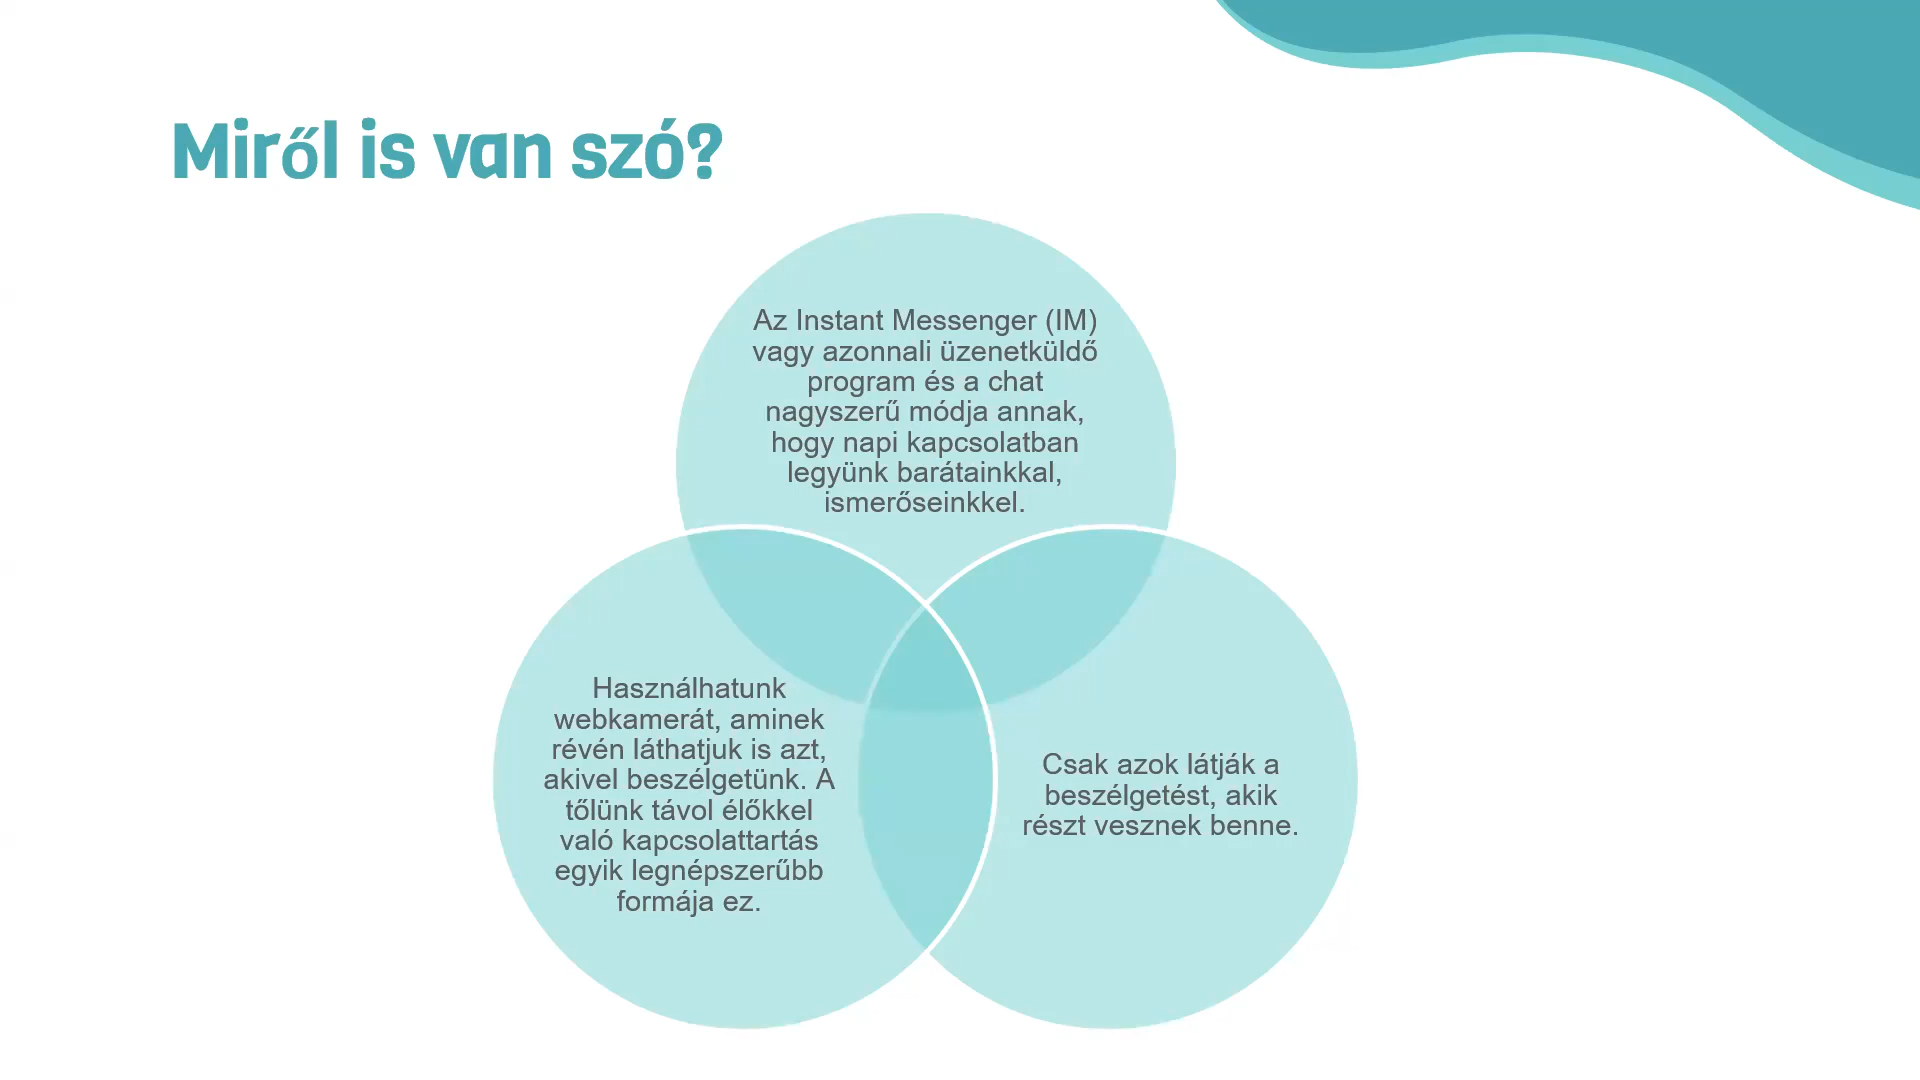 Miről is van szó?
Az Instant Messenger (IM)
vagy azonnali üzenetküldő
program és a chat
nagyszerű módja annak,
hogy napi kapcsolatban
legyünk barátainkkal,
ismerőseinkkel.
Használhatunk
webkamerát, aminek
révén láthatjuk is azt,
akivel beszélgetünk. A
tőlünk távol élőkkel
való kapcsolattartás
egyik legnépszerűbb
formája ez.
Csak azok látják a
beszélgetést, akik
részt vesznek benne.